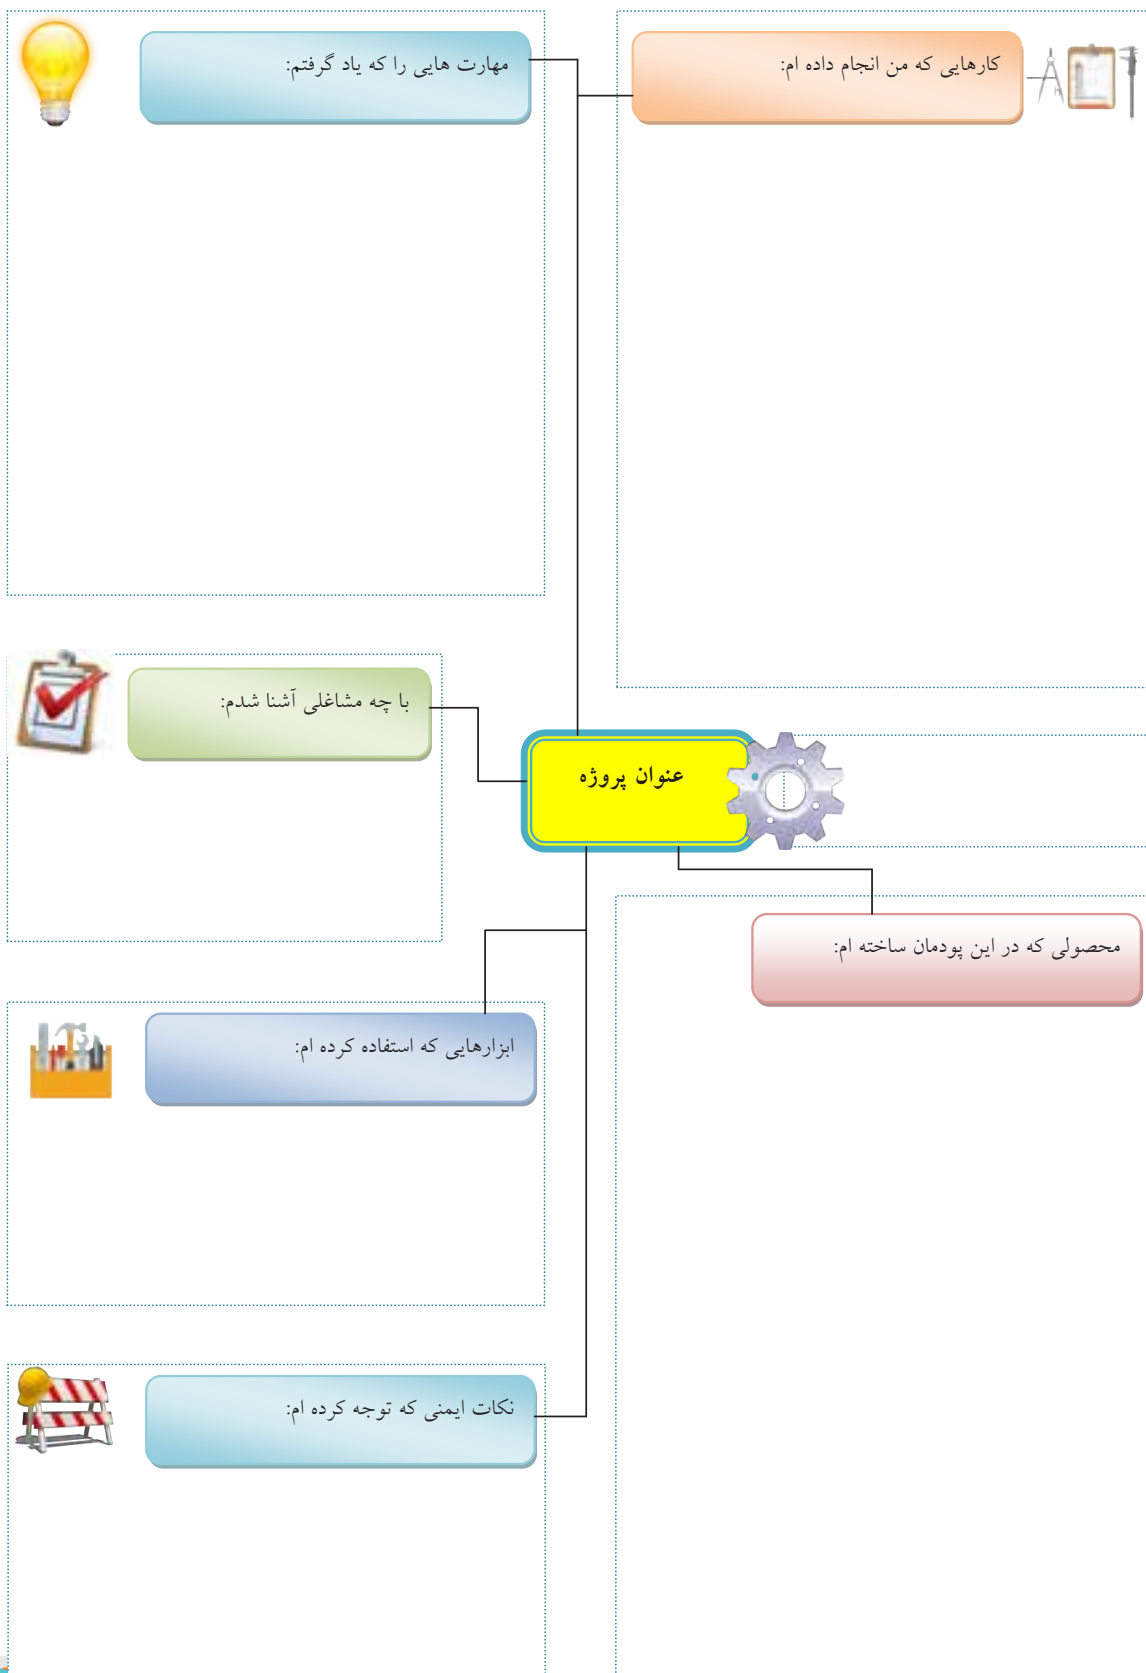 کارهایی که من انجام داده ام:
مهارت هایی را که یاد گرفتم:
با چه مشاغلی آشنا شدم:
عنوان پروژه
محصولی که در این پودمان ساخته ام:
ابزارهایی که استفاده کرده ام:
نکات ایمنی که توجه کرده ام: